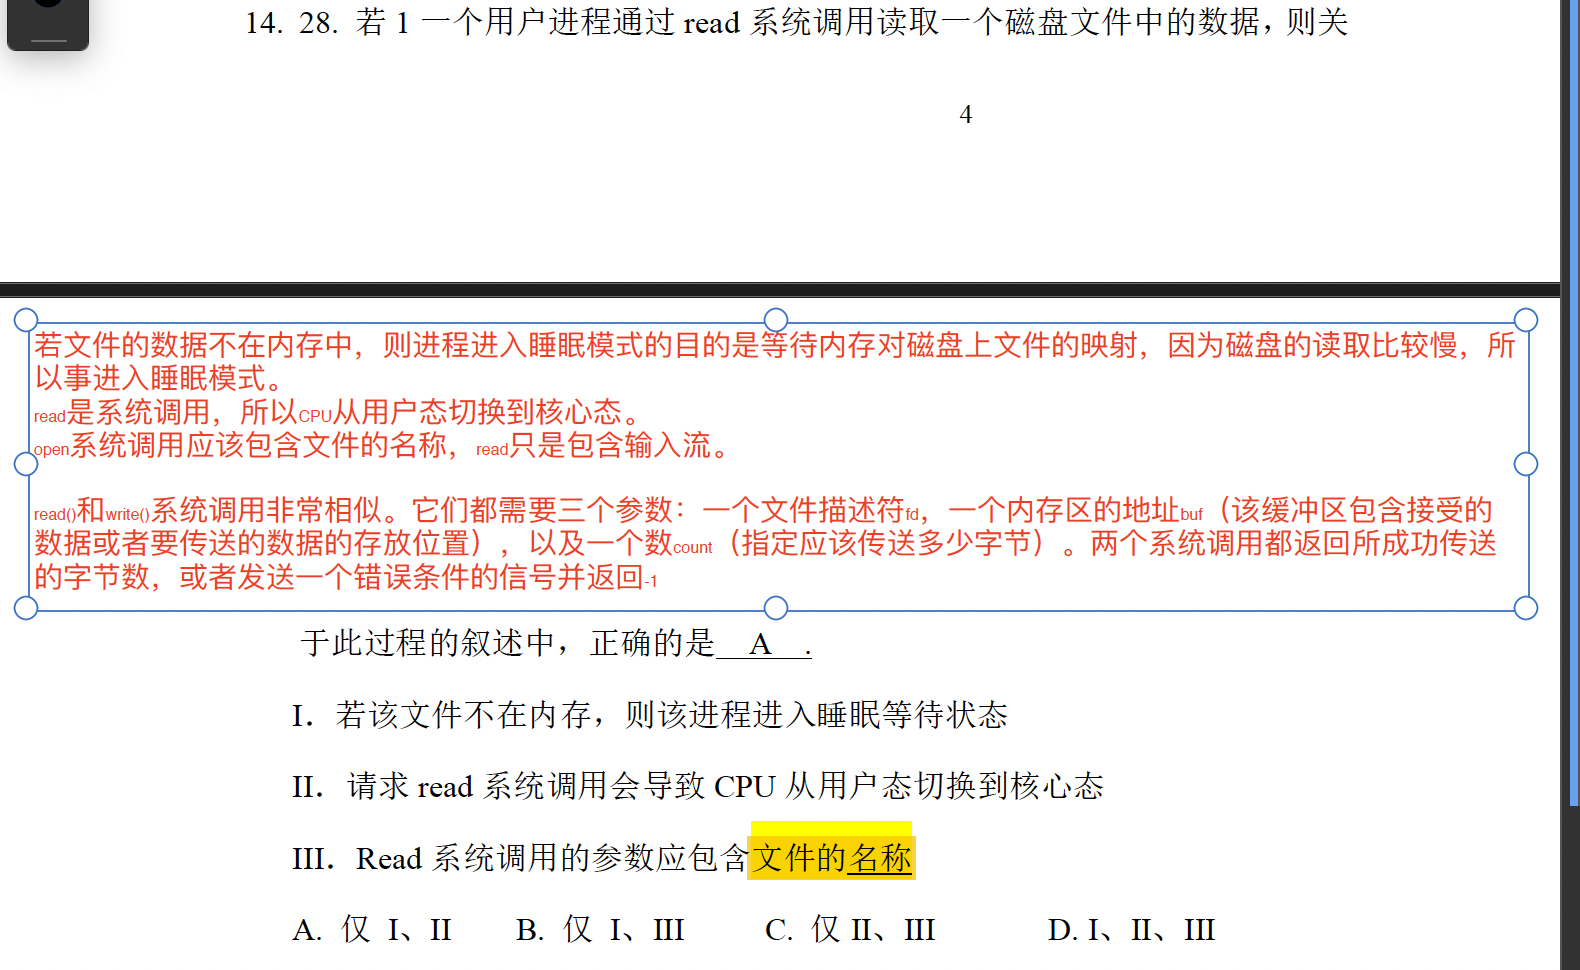 14. 28. 若 1 一个用户进程通过 read 系统调用读取一个磁盘文件中的数据，则关
4
若文件的数据不在内存中，则进程进入睡眠模式的目的是等待内存对磁盘上文件的映射，因为磁盘的读取比较慢，所
以事进入睡眠模式。
read是系统调用，所以CPU从用户态切换到核心态。
open系统调用应该包含文件的名称，read只是包含输入流。
read()和write()系统调用非常相似。它们都需要三个参数：一个文件描述符fd，一个内存区的地址buf（该缓冲区包含接受的
数据或者要传送的数据的存放位置），以及一个数count（指定应该传送多少字节）。两个系统调用都返回所成功传送
的字节数，或者发送一个错误条件的信号并返回-1
于此过程的叙述中，正确的是 A .
I. 若该文件不在内存，则该进程进入睡眠等待状态
II. 请求 read 系统调用会导致 CPU 从用户态切换到核心态
III. Read 系统调用的参数应包含文件的名称
A. 仅 I、II B. 仅 I、III C. 仅 II、III D. I、II、III